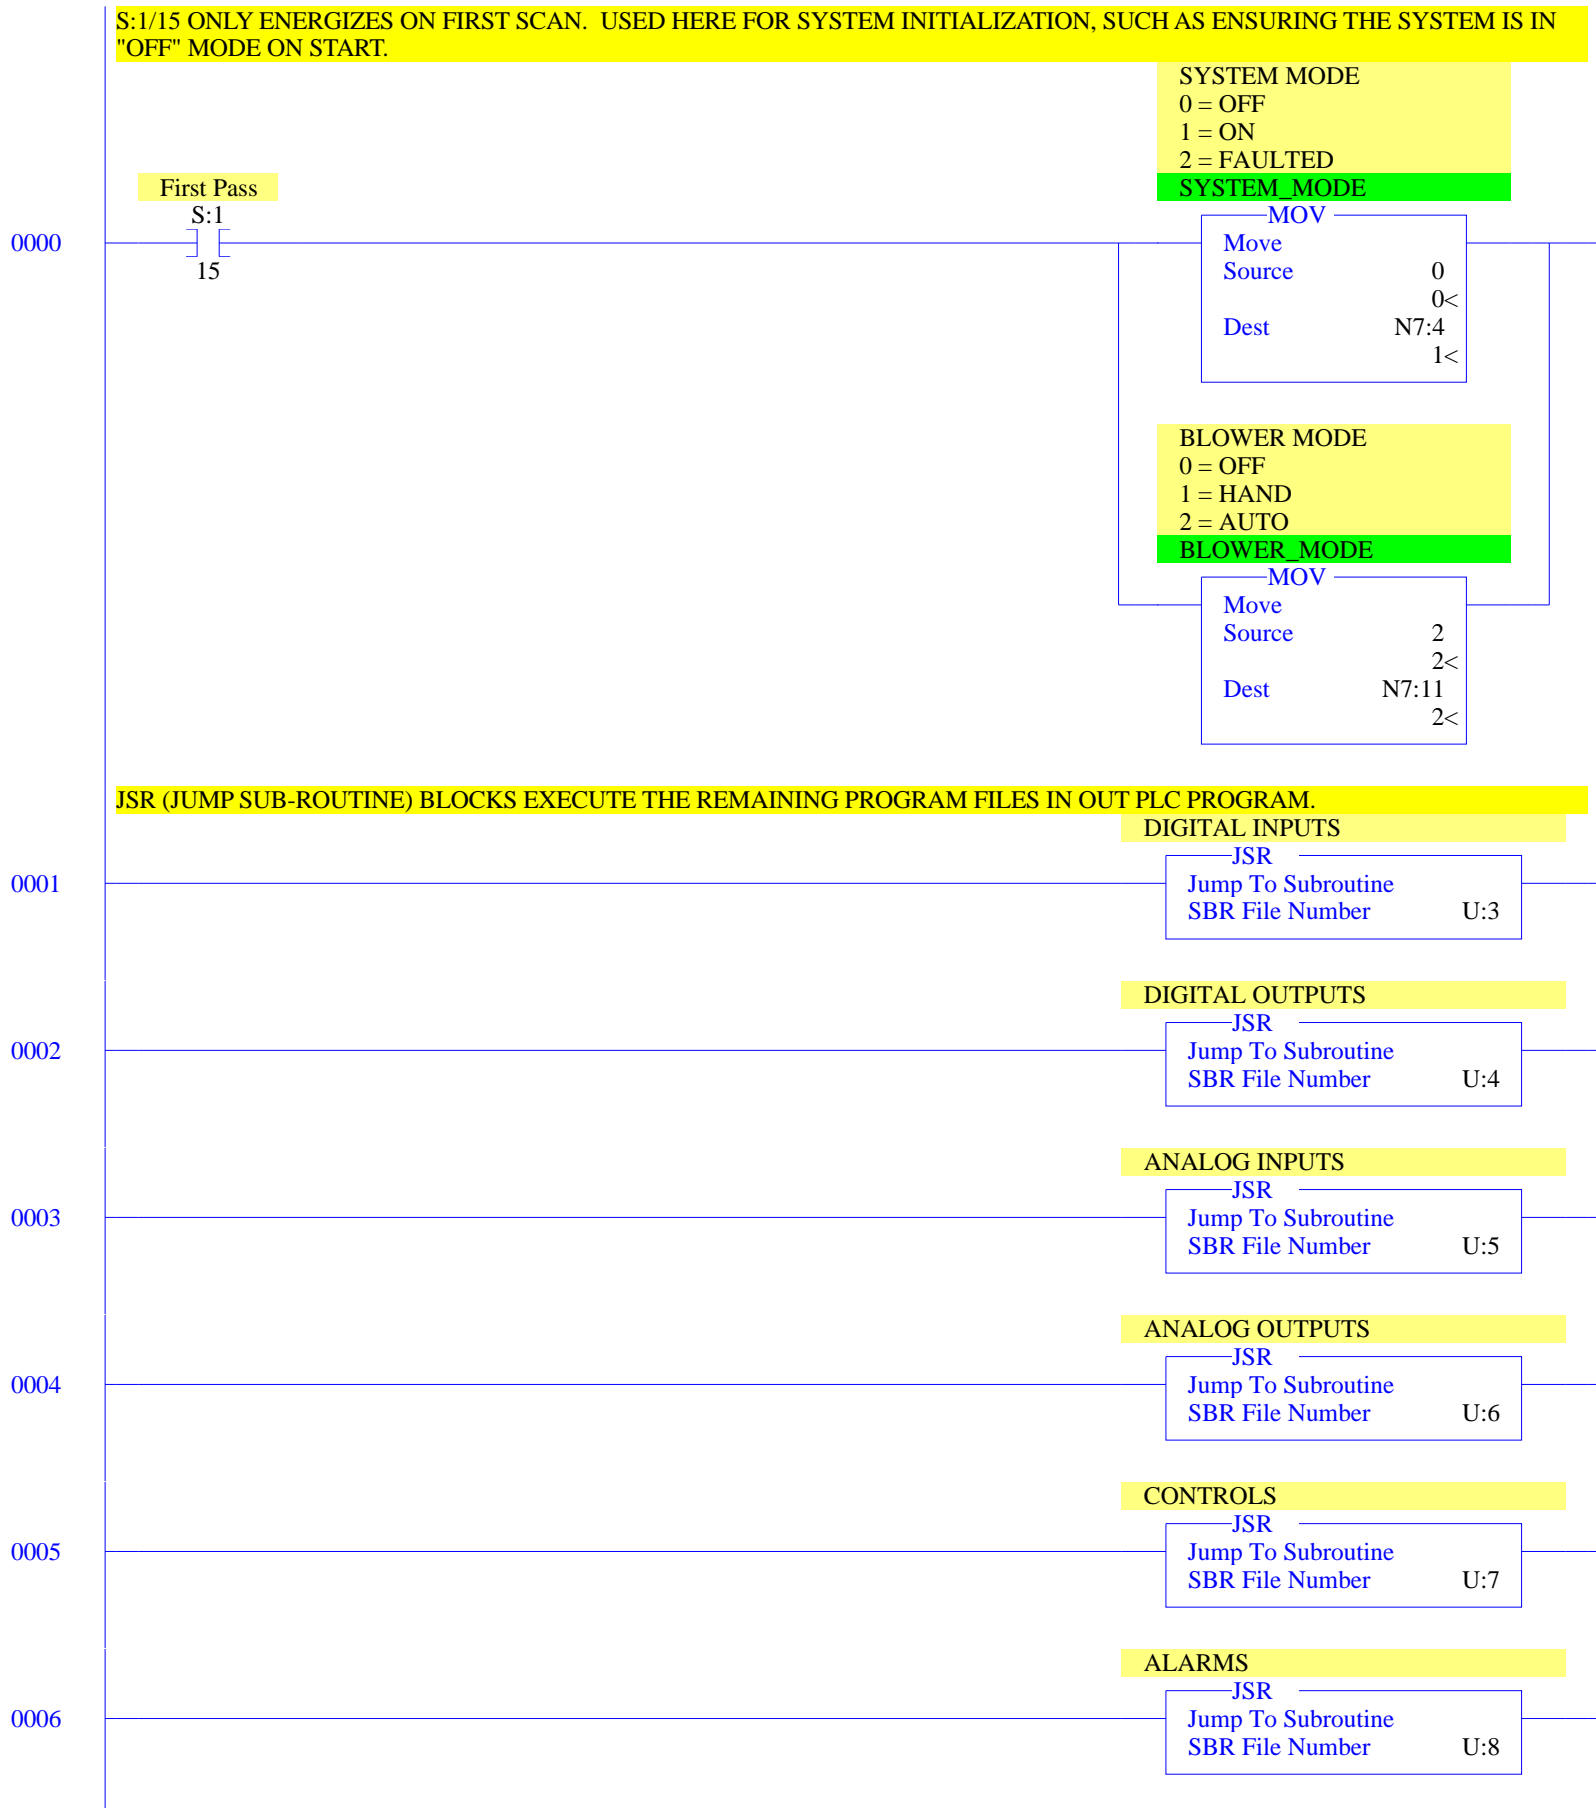 S:1/15 ONLY ENERGIZES ON FIRST SCAN.  USED HERE FOR SYSTEM INITIALIZATION, SUCH AS ENSURING THE SYSTEM IS IN
"OFF" MODE ON START.
SYSTEM MODE
0 = OFF
1 = ON
2 = FAULTED
SYSTEM_MODE
First Pass
S:1
15
0000
MOV
Move
Source 0
0<
Dest N7:4
1<
BLOWER MODE
0 = OFF
1 = HAND
2 = AUTO
BLOWER_MODE
MOV
Move
Source 2
2<
Dest N7:11
2<
JSR (JUMP SUB-ROUTINE) BLOCKS EXECUTE THE REMAINING PROGRAM FILES IN OUT PLC PROGRAM.
DIGITAL INPUTS
0001
JSR
Jump To Subroutine
SBR File Number U:3
DIGITAL OUTPUTS
0002
JSR
Jump To Subroutine
SBR File Number U:4
ANALOG INPUTS
0003
JSR
Jump To Subroutine
SBR File Number U:5
ANALOG OUTPUTS
0004
JSR
Jump To Subroutine
SBR File Number U:6
CONTROLS
0005
JSR
Jump To Subroutine
SBR File Number U:7
ALARMS
0006
JSR
Jump To Subroutine
SBR File Number U:8